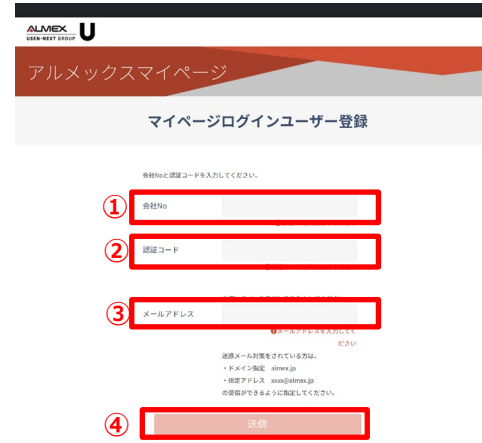 ALMEX U
USEN-NEXT GROUP
アルメックスマイページ
マイページログインユーザー登録
会社Noと認証コードを入力してください。
① 会社No
② 認証コード
③ メールアドレス
メールアドレスを入力してく
ださい
迷惑メール対策をされている方は、
・ドメイン指定 almex.jp
・指定アドレス xxxx@almex.jp
の受信ができるように指定してください。
④ 送信